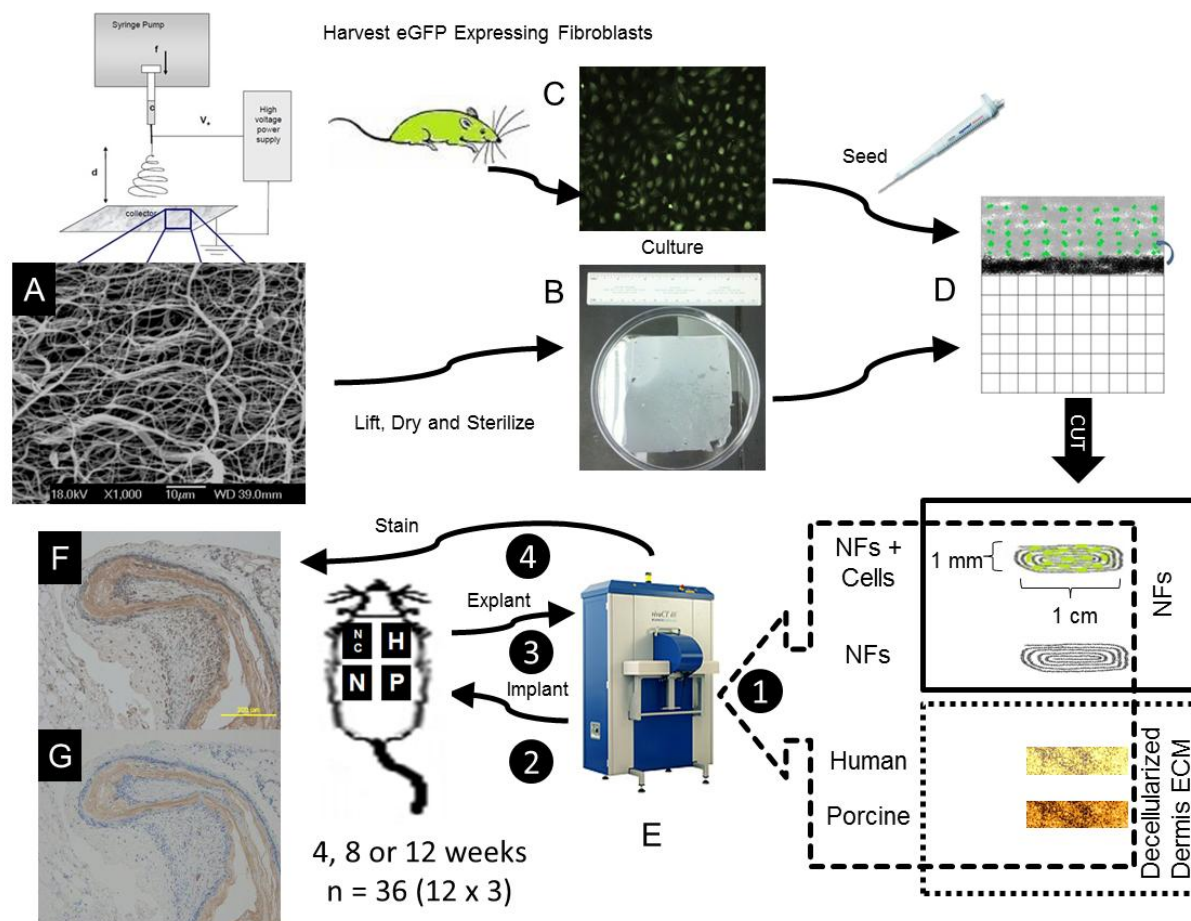 Syringe Pump
f
V+
High
voltage
power
supply
d
collector
Harvest eGFP Expressing Fibroblasts
C
Culture
Seed
A
18.0kV X1,000 10µm WD 39.0mm
Lift, Dry and Sterilize
B
D
CUT
F
Stain
4
Explant
3
Implant
2
N
C
H
N
P
4, 8 or 12 weeks
n = 36 (12 x 3)
G
E
1
NFs +
Cells
1 mm
1 cm
NFs
NFs
Human
Porcine
Decellularized
Dermis ECM